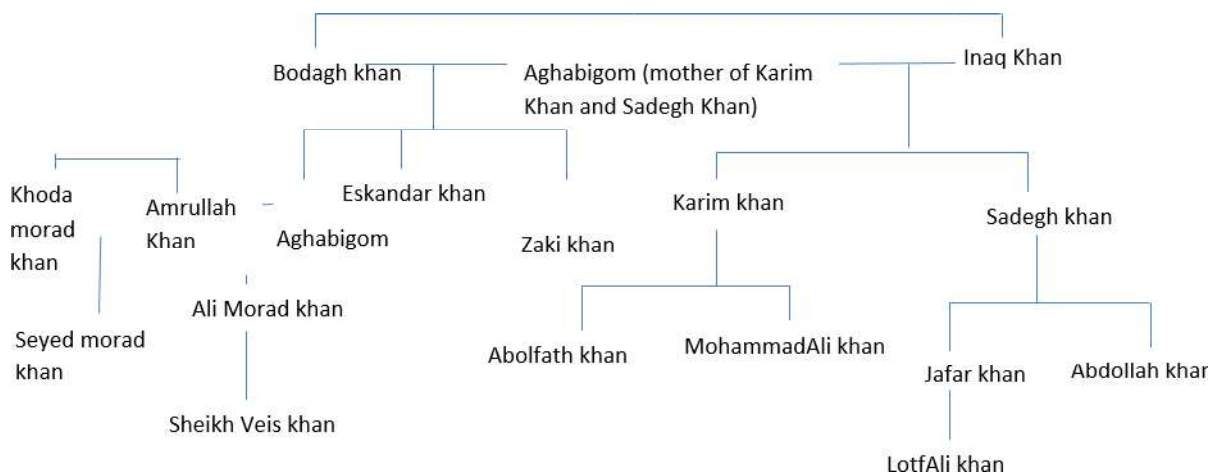 Inaq Khan
Bodagh khan
Aghabigom (mother of Karim
Khan and Sadegh Khan)
Khoda
morad
khan
Amrullah
Khan
Eskandar khan
Aghabigom
Zaki khan
Karim khan
Sadegh khan
Seyed morad
khan
Ali Morad khan
Abolfath khan
MohammadAli khan
Jafar khan
Abdollah khan
Sheikh Veis khan
LotfAli khan